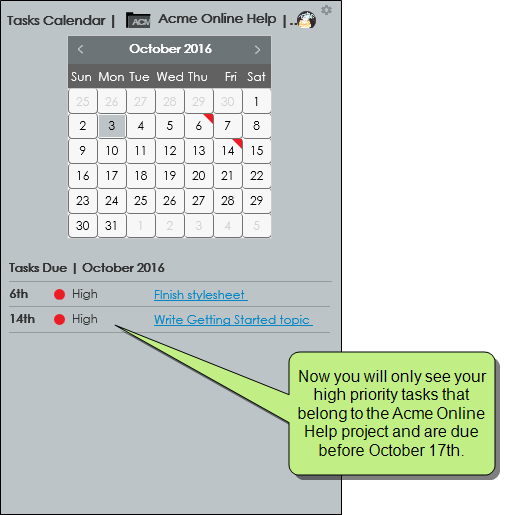 Tasks Calendar | ACM Acme Online Help |..
< October 2016 >
Sun Mon Tue Wed Thu Fri Sat
25 26 27 28 29 30 1
2 3 4 5 6 7 8
9 10 11 12 13 14 15
16 17 18 19 20 21 22
23 24 25 26 27 28 29
30 31 1 2 3 4 5
Tasks Due | October 2016
6th High FInish stylesheet
14th High Write Getting Started topic
Now you will only see your
high priority tasks that
belong to the Acme Online
Help project and are due
before October 17th.